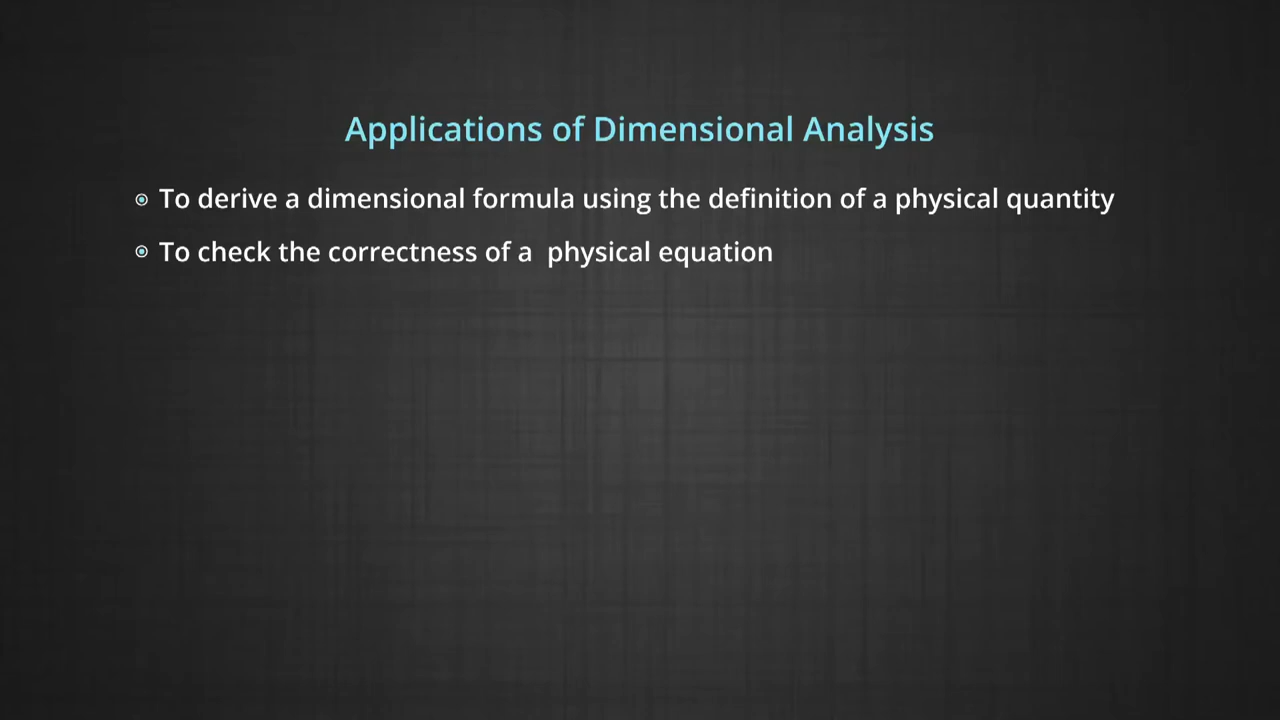 Applications of Dimensional Analysis
To derive a dimensional formula using the definition of a physical quantity
To check the correctness of a  physical equation